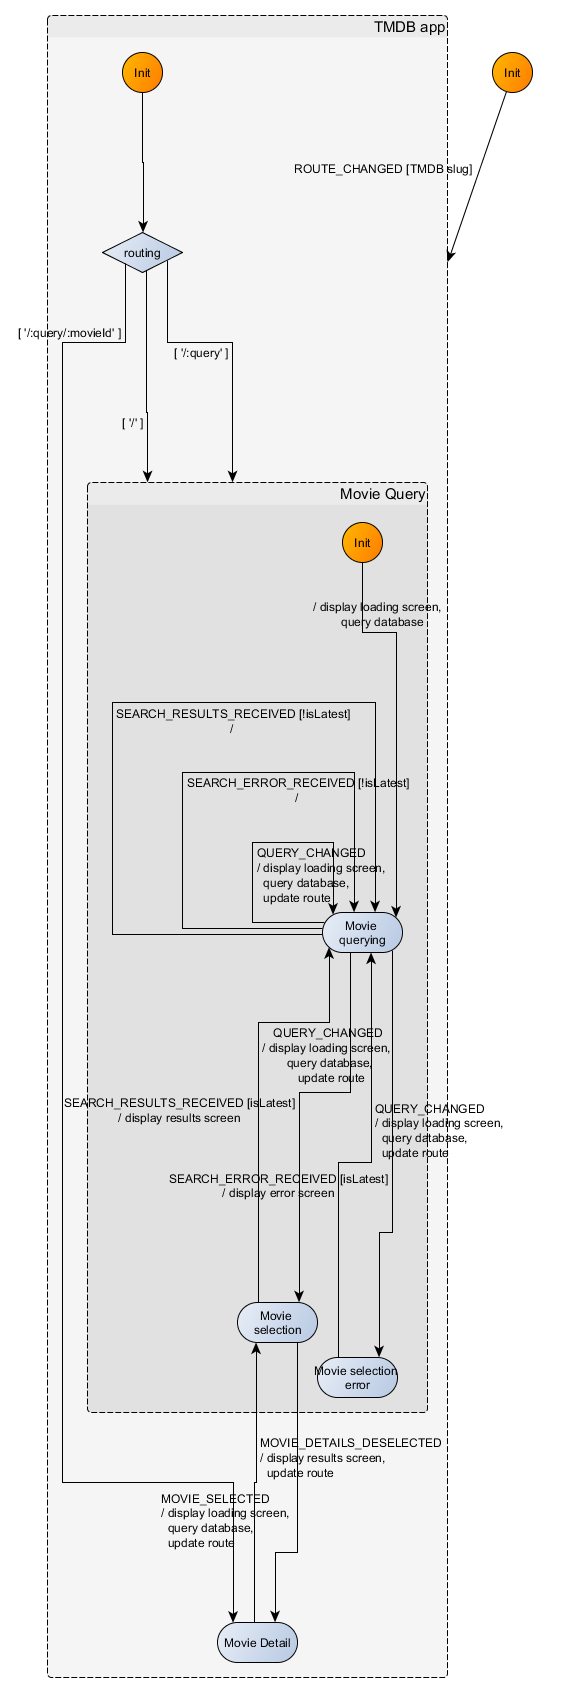 TMDB app
Init
Init
ROUTE_CHANGED [TMDB slug]
routing
[ '/:query/:movieId' ]
[ '/:query' ]
[ '/' ]
Movie Query
Init
/ display loading screen,
query database
SEARCH_RESULTS_RECEIVED [!isLatest]
/
SEARCH_ERROR_RECEIVED [!isLatest]
/
QUERY_CHANGED
/ display loading screen,
query database,
update route
Movie
querying
QUERY_CHANGED
/ display loading screen,
query database,
update route
SEARCH_RESULTS_RECEIVED [isLatest]
/ display results screen
QUERY_CHANGED
/ display loading screen,
query database,
update route
SEARCH_ERROR_RECEIVED [isLatest]
/ display error screen
Movie
selection
Movie selection
error
MOVIE_DETAILS_DESELECTED
/ display results screen,
update route
MOVIE_SELECTED
/ display loading screen,
query database,
update route
Movie Detail